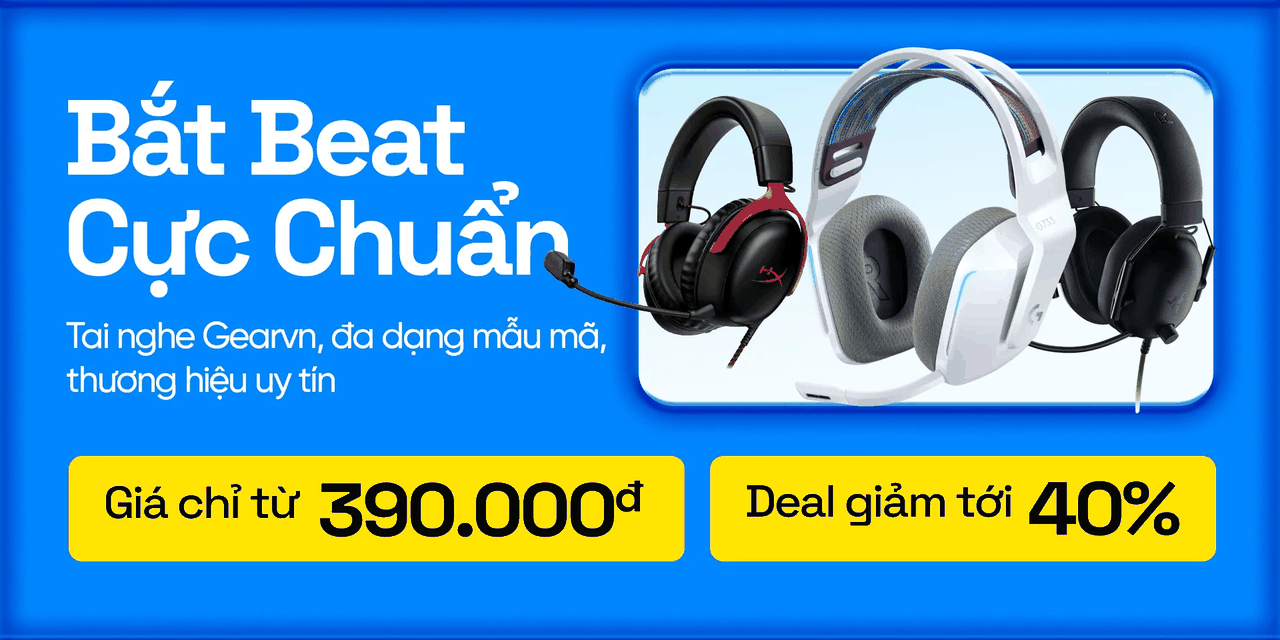 Bắt Beat
Cực Chuẩn
Tai nghe Gearvn, đa dạng mẫu mã,
thương hiệu uy tín
G733
Giá chỉ từ 390.000đ
Deal giảm tới 40%